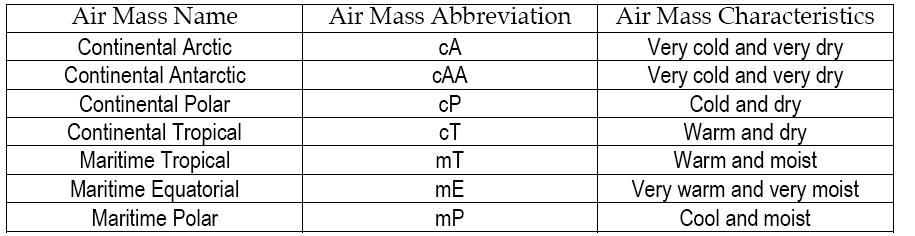 Air Mass Name Air Mass Abbreviation Air Mass Characteristics
Continental Arctic cA Very cold and very dry
Continental Antarctic cAA Very cold and very dry
Continental Polar cP Cold and dry
Continental Tropical cT Warm and dry
Maritime Tropical mT Warm and moist
Maritime Equatorial mE Very warm and very moist
Maritime Polar mP Cool and moist